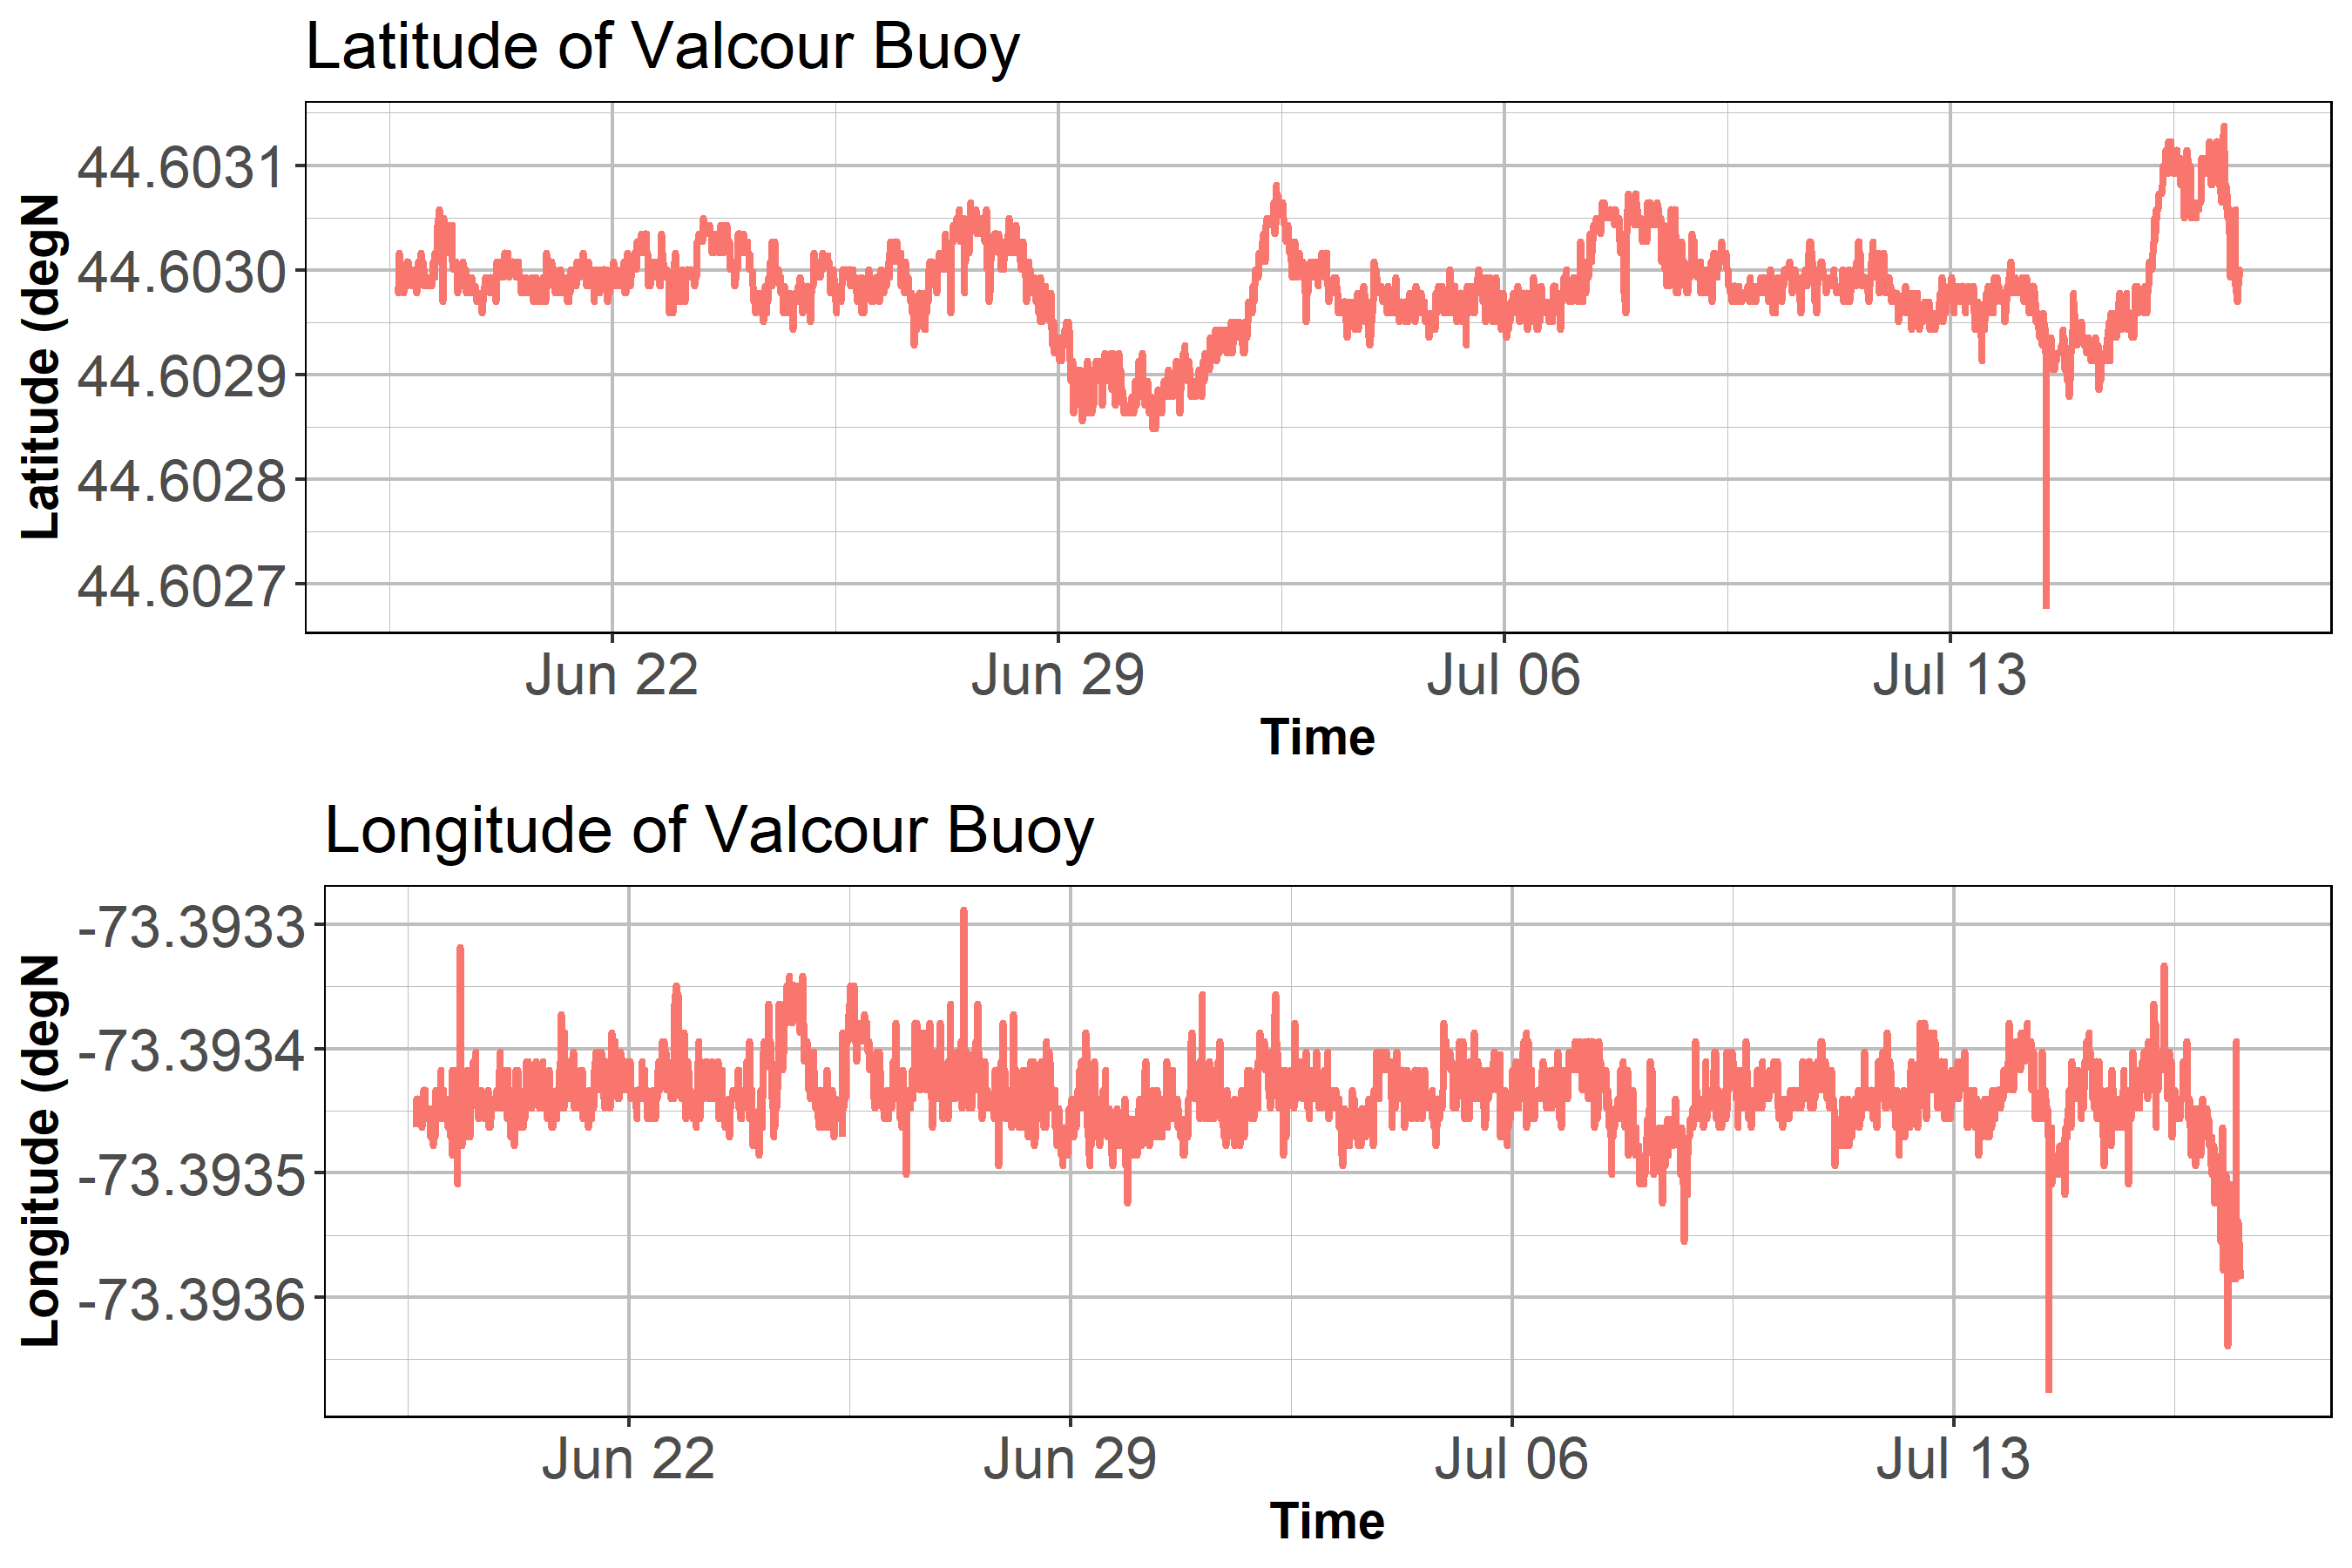 Latitude of Valcour Buoy
Latitude (degN
44.6031
44.6030
44.6029
44.6028
44.6027
Jun 22 Jun 29 Jul 06 Jul 13
Time
Longitude of Valcour Buoy
Longitude (degN
-73.3933
-73.3934
-73.3935
-73.3936
Jun 22 Jun 29 Jul 06 Jul 13
Time